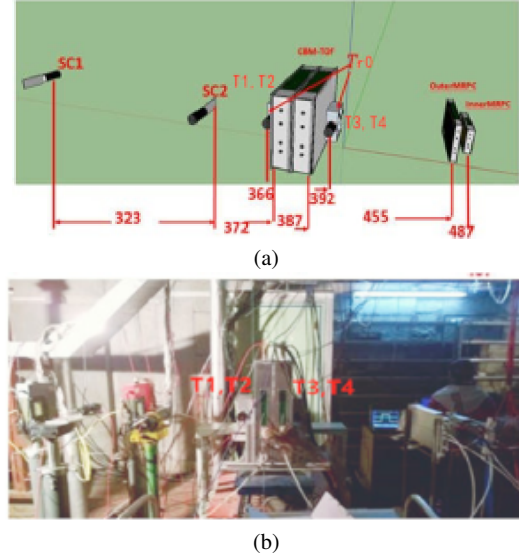 CBM-TOF
SC1
T1, T2
Tr0
SC2
OuterMRPC
InnerMRPC
T3, T4
366
392
323
372
387
455
487
(a)
T1,T2
T3,T4
(b)